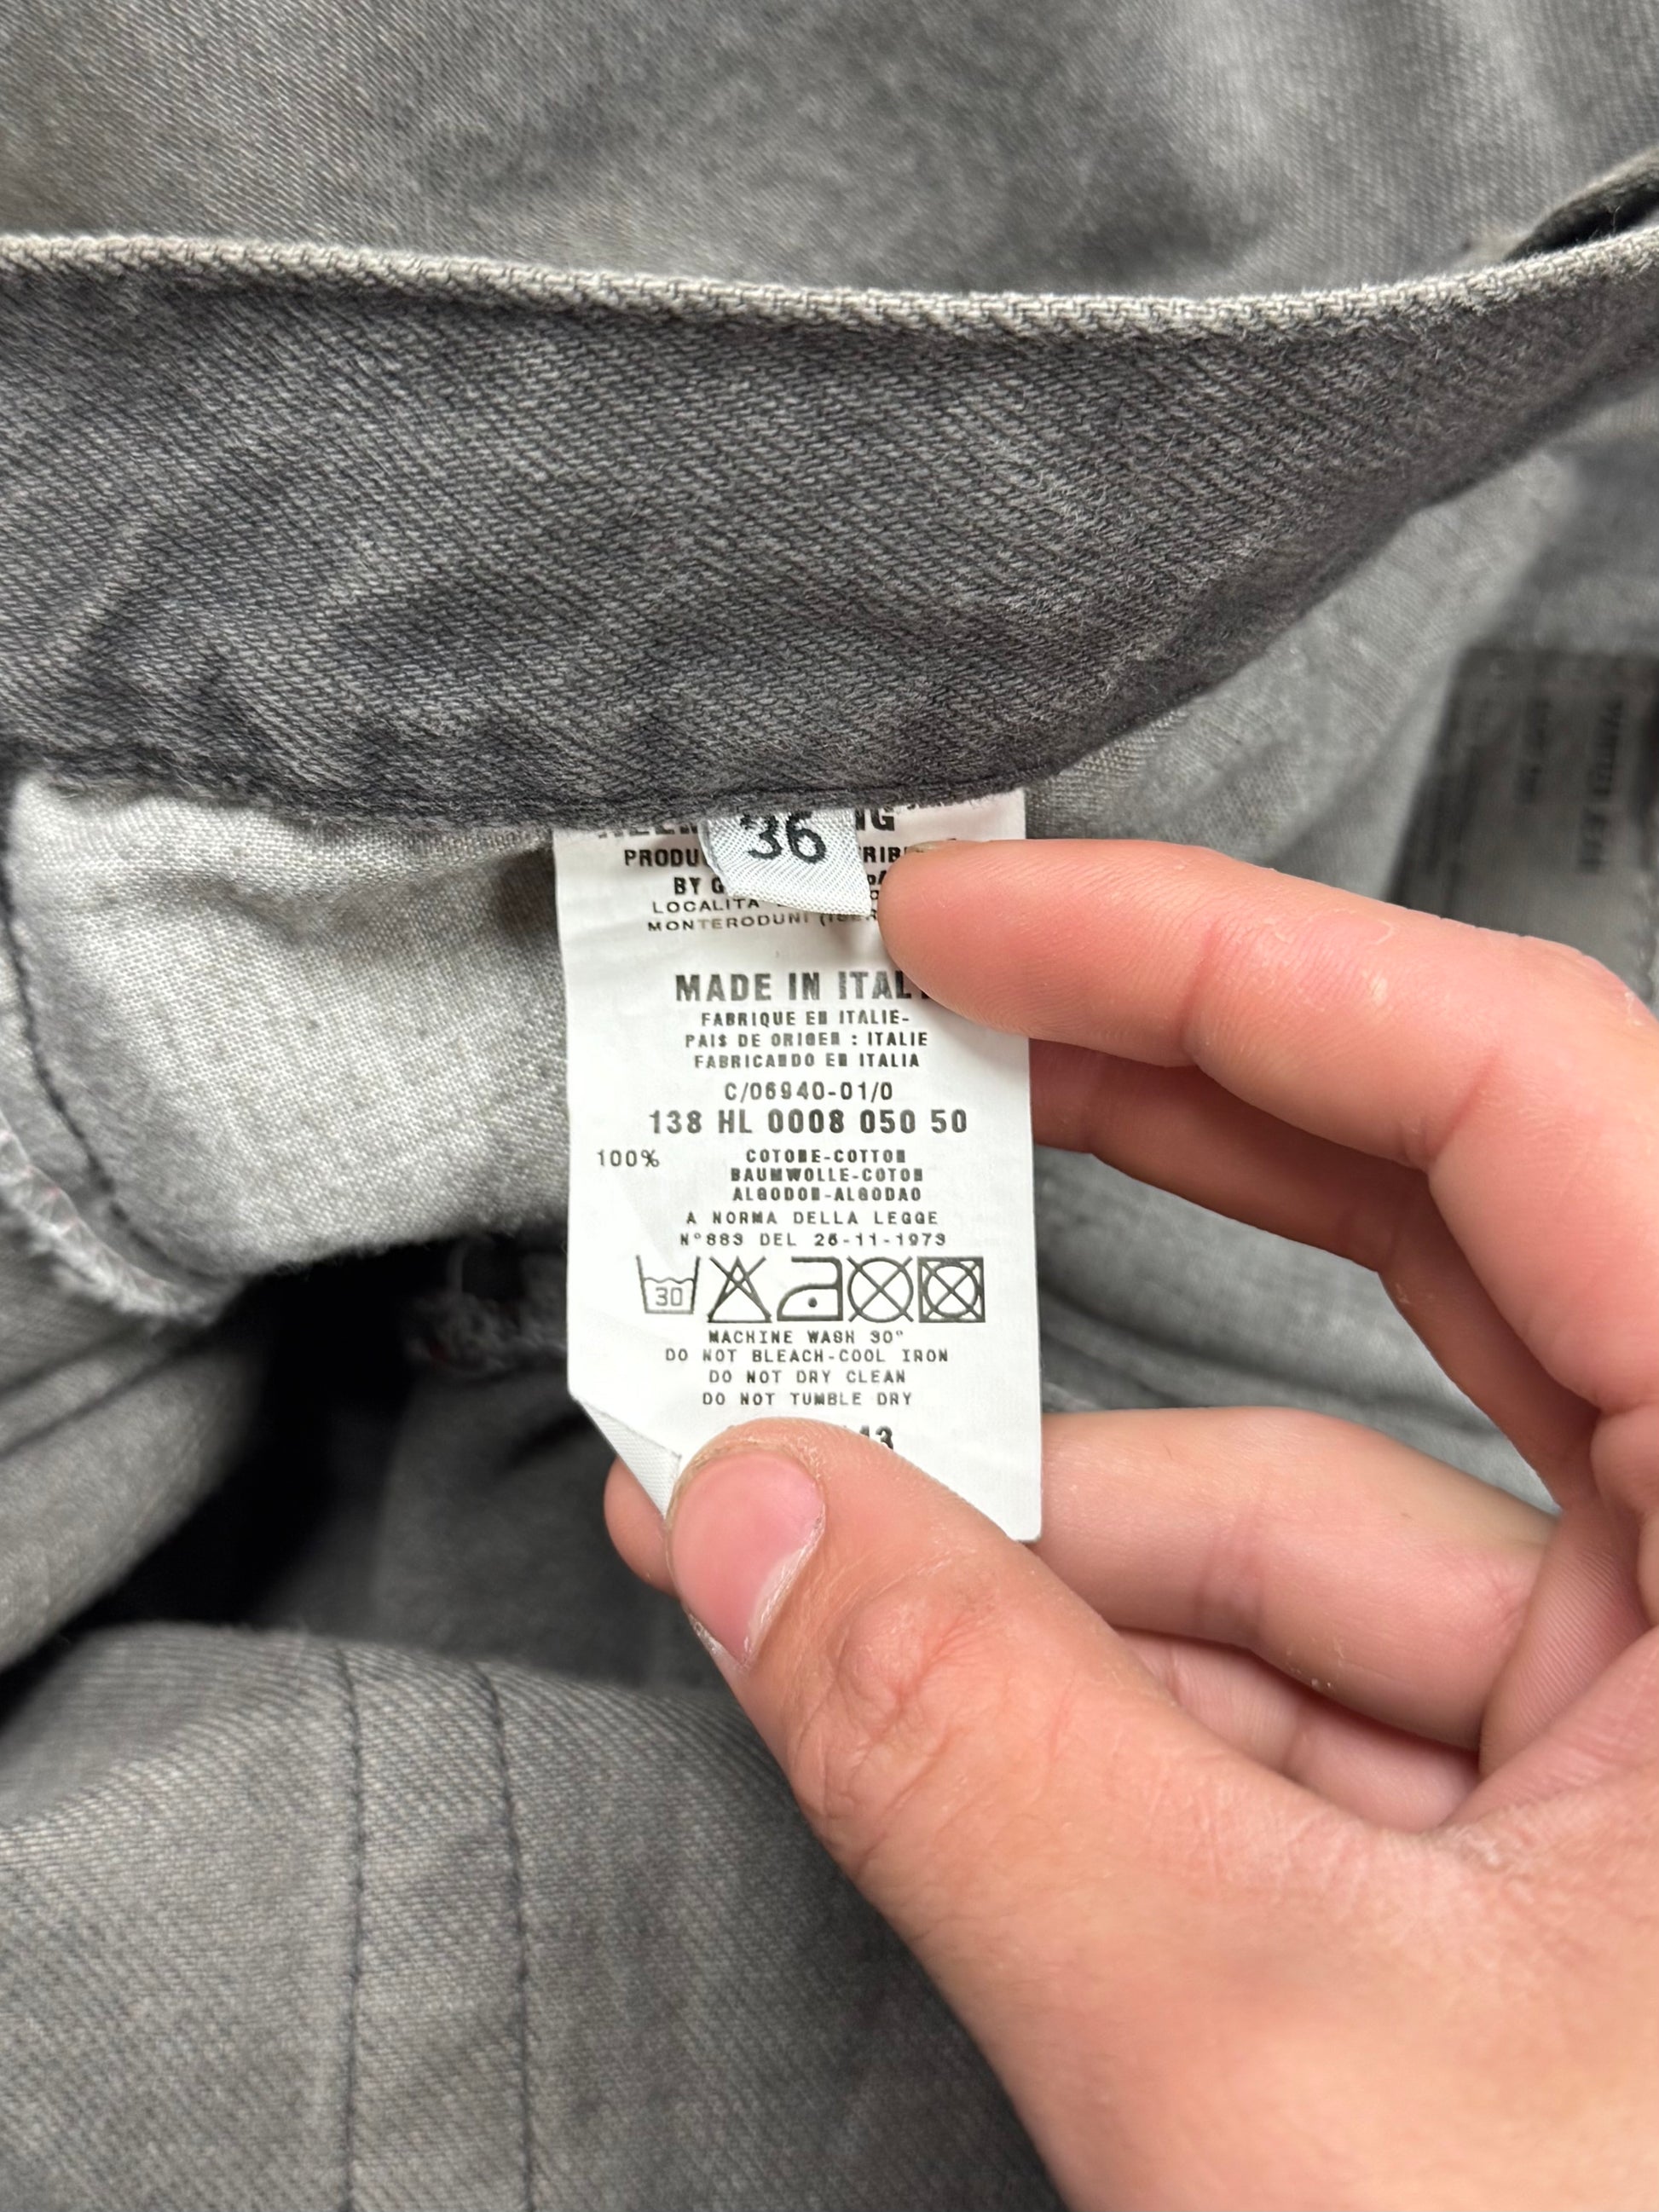 36
BY
LOCALITA
MONTERODUNI
MADE IN
FABRIQUE EN ITALIE-
PAIS DE ORIGEN : ITALIE
FABRICANDO EN ITALIA
C/06940-01/0
138 HL 0008 050 50
100% COTONE-COTTON
BAUMWOLLE-COTON
ALGODON-ALGODAO
A NORMA DELLA LEGGE
N°883 DEL 26-11-1973
30
MACHINE WASH 30°
DO NOT BLEACH-COOL IRON
DO NOT DRY CLEAN
DO NOT TUMBLE DRY